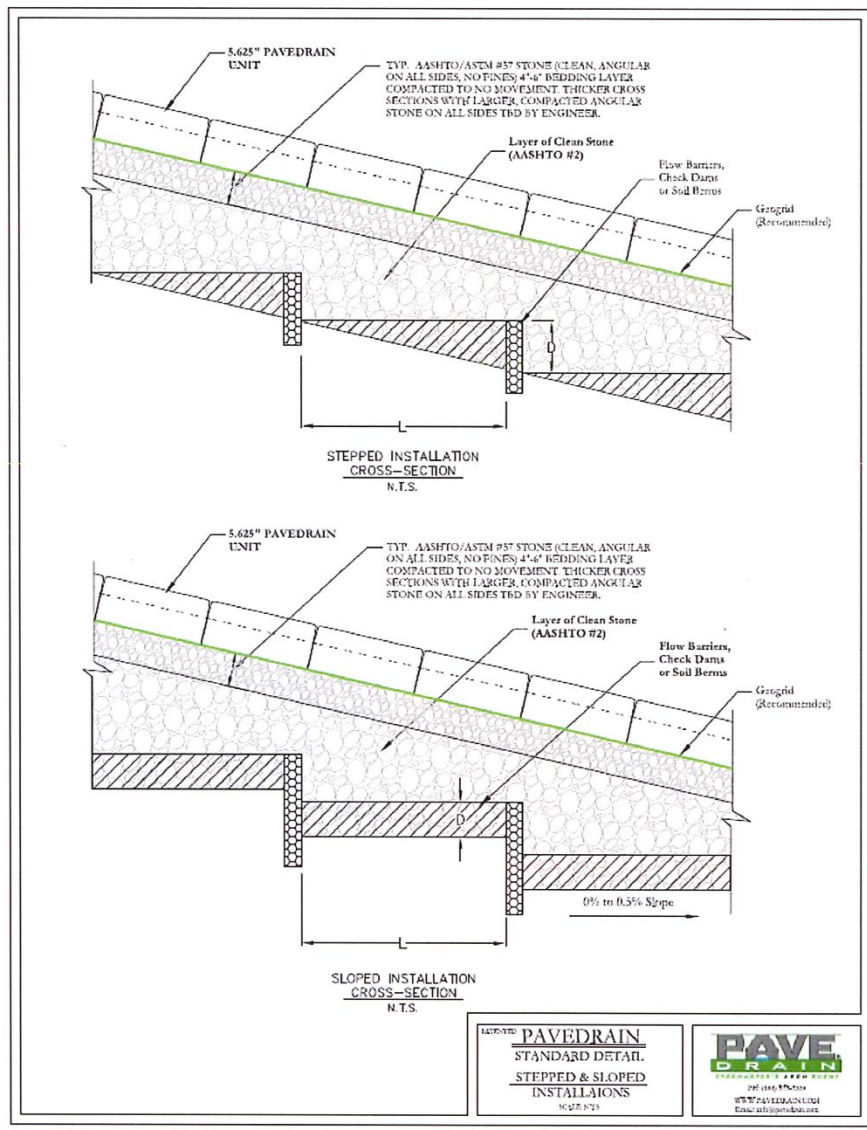 5.625" PAVEDRAIN
UNIT
TYP. AASHTO/ASTM #57 STONE (CLEAN, ANGULAR
ON ALL SIDES, NO FINES) 4"-6" BEDDING LAYER
COMPACTED TO NO MOVEMENT. THICKER CROSS
SECTIONS WITH LARGER, COMPACTED ANGULAR
STONE ON ALL SIDES TBD BY ENGINEER.
Layer of Clean Stone
(AASHTO #2)
Flow Barriers,
Check Dams
or Soil Berms
Geogrid
(Recommended)
D
L
STEPPED INSTALLATION
CROSS-SECTION
N.T.S.
5.625" PAVEDRAIN
UNIT
TYP. AASHTO/ASTM #57 STONE (CLEAN, ANGULAR
ON ALL SIDES, NO FINES) 4"-6" BEDDING LAYER
COMPACTED TO NO MOVEMENT. THICKER CROSS
SECTIONS WITH LARGER, COMPACTED ANGULAR
STONE ON ALL SIDES TBD BY ENGINEER.
Layer of Clean Stone
(AASHTO #2)
Flow Barriers,
Check Dams
or Soil Berms
Geogrid
(Recommended)
D
0% to 0.5% Slope
L
SLOPED INSTALLATION
CROSS-SECTION
N.T.S.
PATENTED PAVEDRAIN
STANDARD DETAIL
STEPPED & SLOPED
INSTALLAIONS
SCALE: NTS
PAVE
DRAIN
STORMWATER'S ARCH EVENT
WWW.PAVEDRAIN.COM
Email: info@pavedrain.com